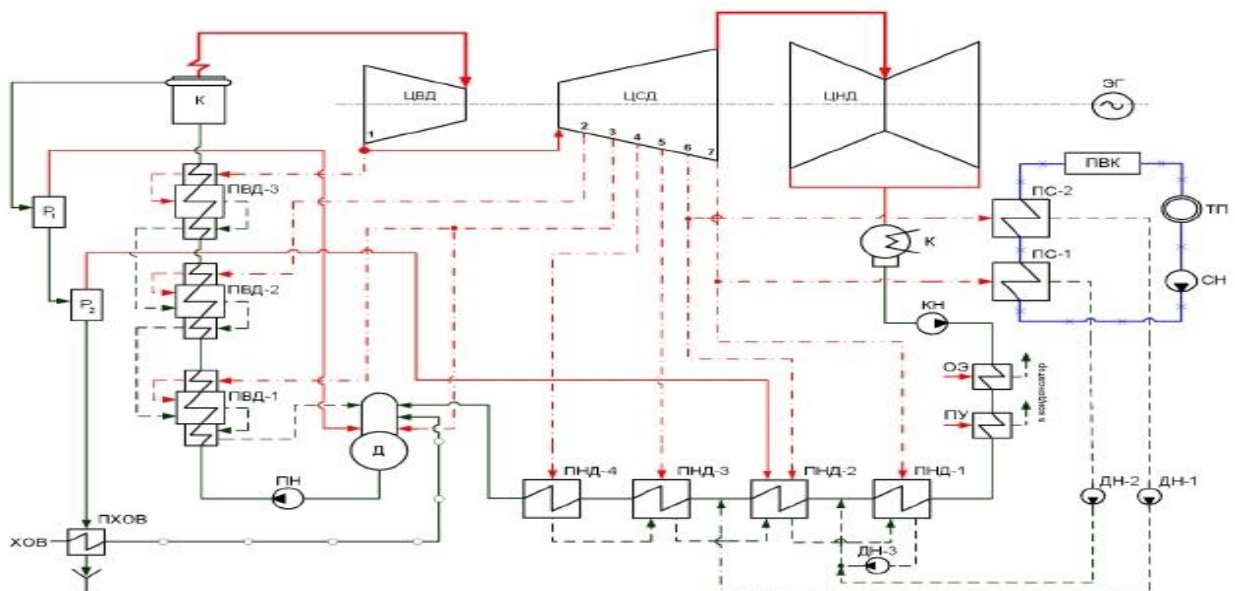 К
ЦВД
ЦСД
ЦНД
ЭГ
1
2
3
4
5
6
7
ПВД-3
Р1
ПВД-2
Р2
ПВД-1
ПС-2
ПВК
ТП
ПС-1
СН
К
КН
ОЭ
ПУ
в конденсатор
Д
ПН
ПНД-4
ПНД-3
ПНД-2
ПНД-1
ДН-2
ДН-1
ДН-3
ПХОВ
ХОВ